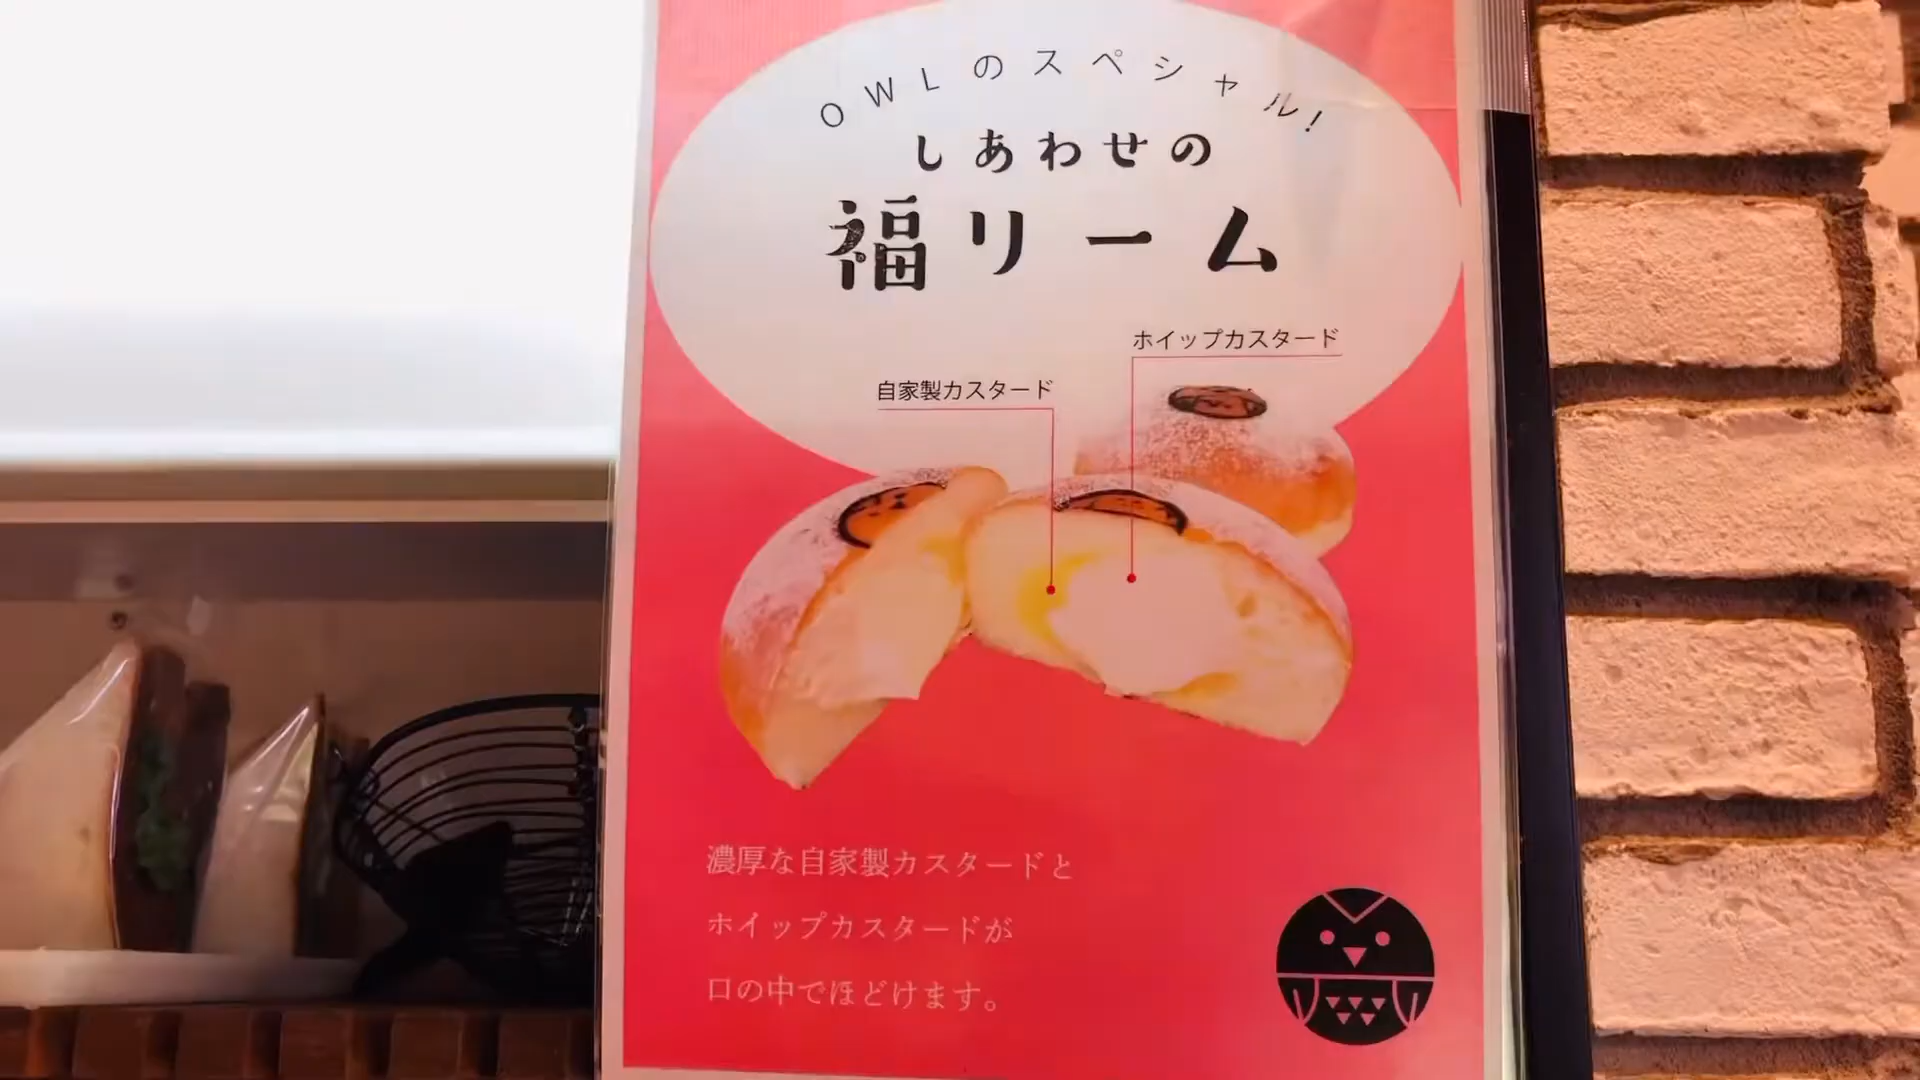 OWLのスペシャル!
しあわせの
福リーム
ホイップカスタード
自家製カスタード
濃厚な自家製カスタードと
ホイップカスタードが
口の中でほどけます。